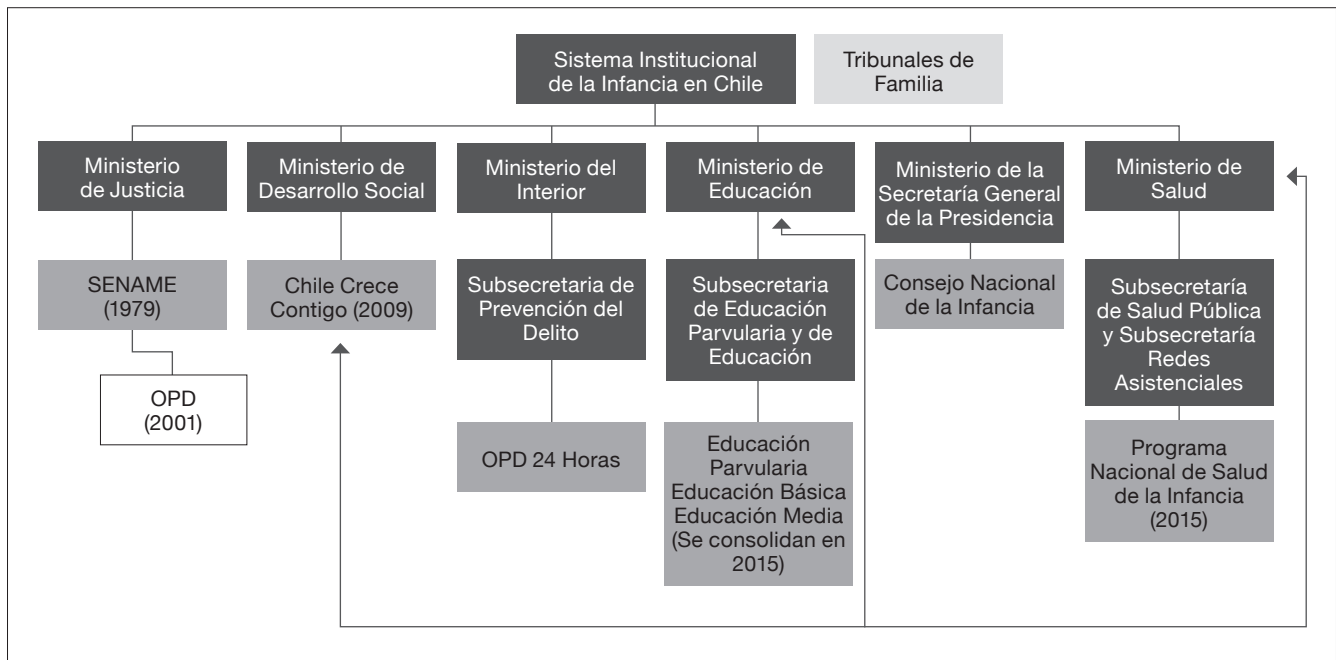 Sistema Institucional
de la Infancia en Chile
Tribunales de
Familia
Ministerio
de Justicia
Ministerio de
Desarrollo Social
Ministerio del
Interior
Ministerio de
Educación
Ministerio de la
Secretaría General
de la Presidencia
Ministerio de
Salud
SENAME
(1979)
Chile Crece
Contigo (2009)
Subsecretaria de
Prevención del
Delito
Subsecretaria
de Educación
Parvularia y de
Educación
Consejo Nacional
de la Infancia
Subsecretaría
de Salud Pública
y Subsecretaría
Redes
Asistenciales
OPD
(2001)
OPD 24 Horas
Educación
Parvularia
Educación Básica
Educación Media
(Se consolidan en
2015)
Programa
Nacional de Salud
de la Infancia
(2015)